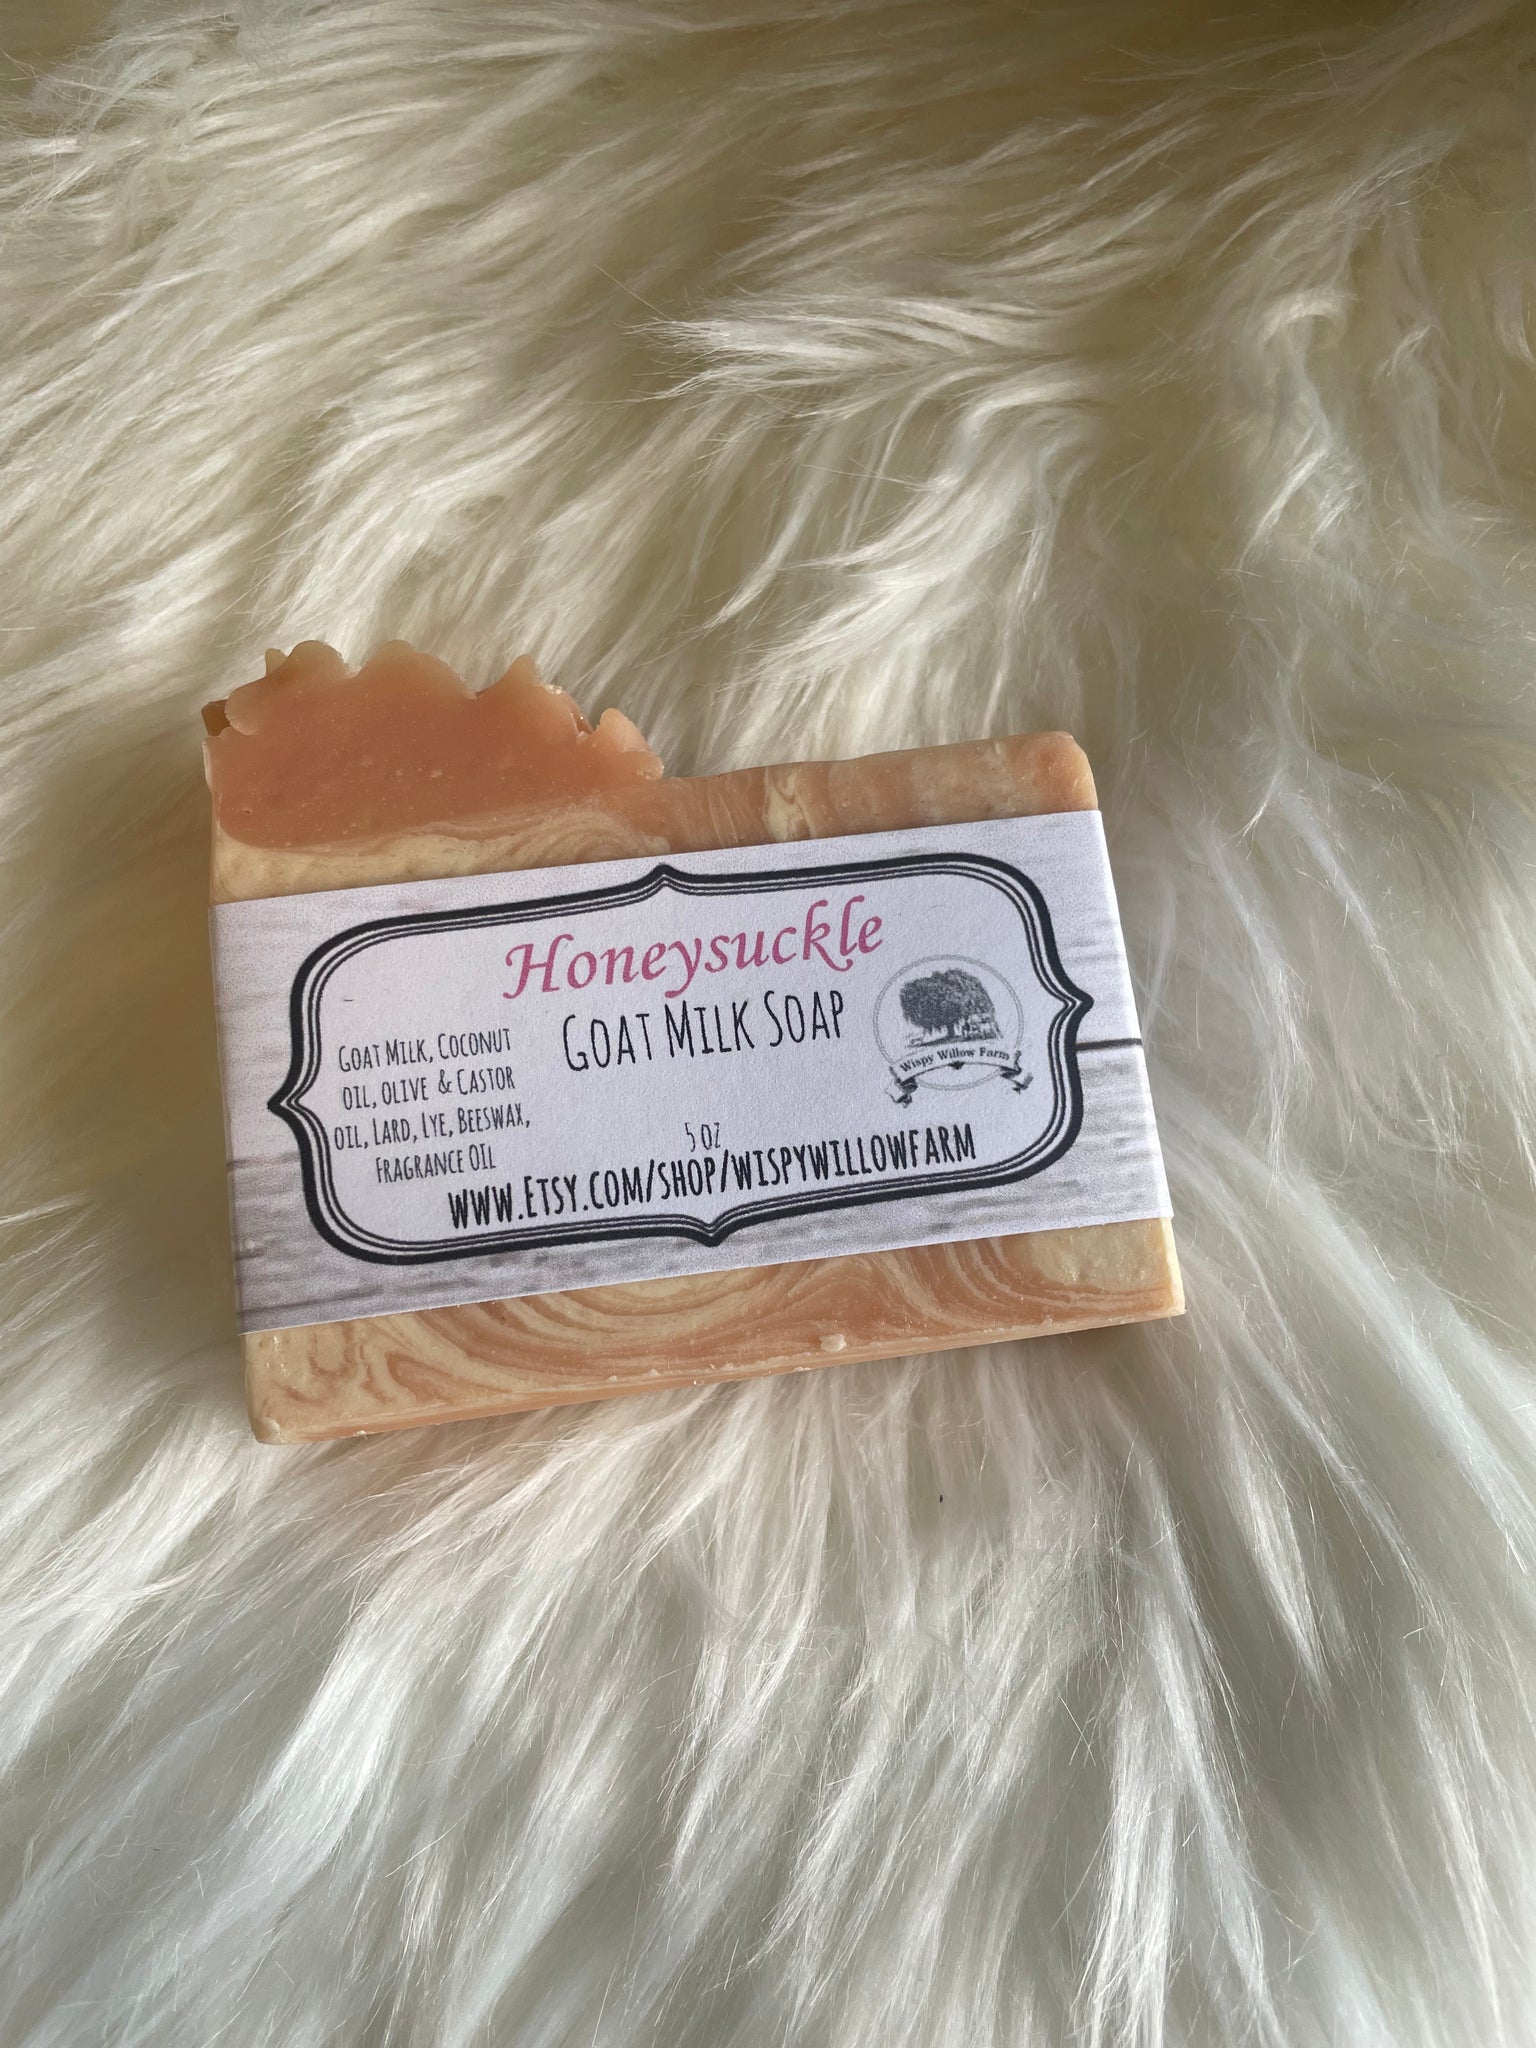 Honeysuckle
Goat Milk Soap
Goat Milk, Coconut
oil, olive & Castor
oil, Lard, Lye, Beeswax,
Fragrance Oil
Wispy Willow Farm
5 oz
www.Etsy.com/shop/wispywillowfarm